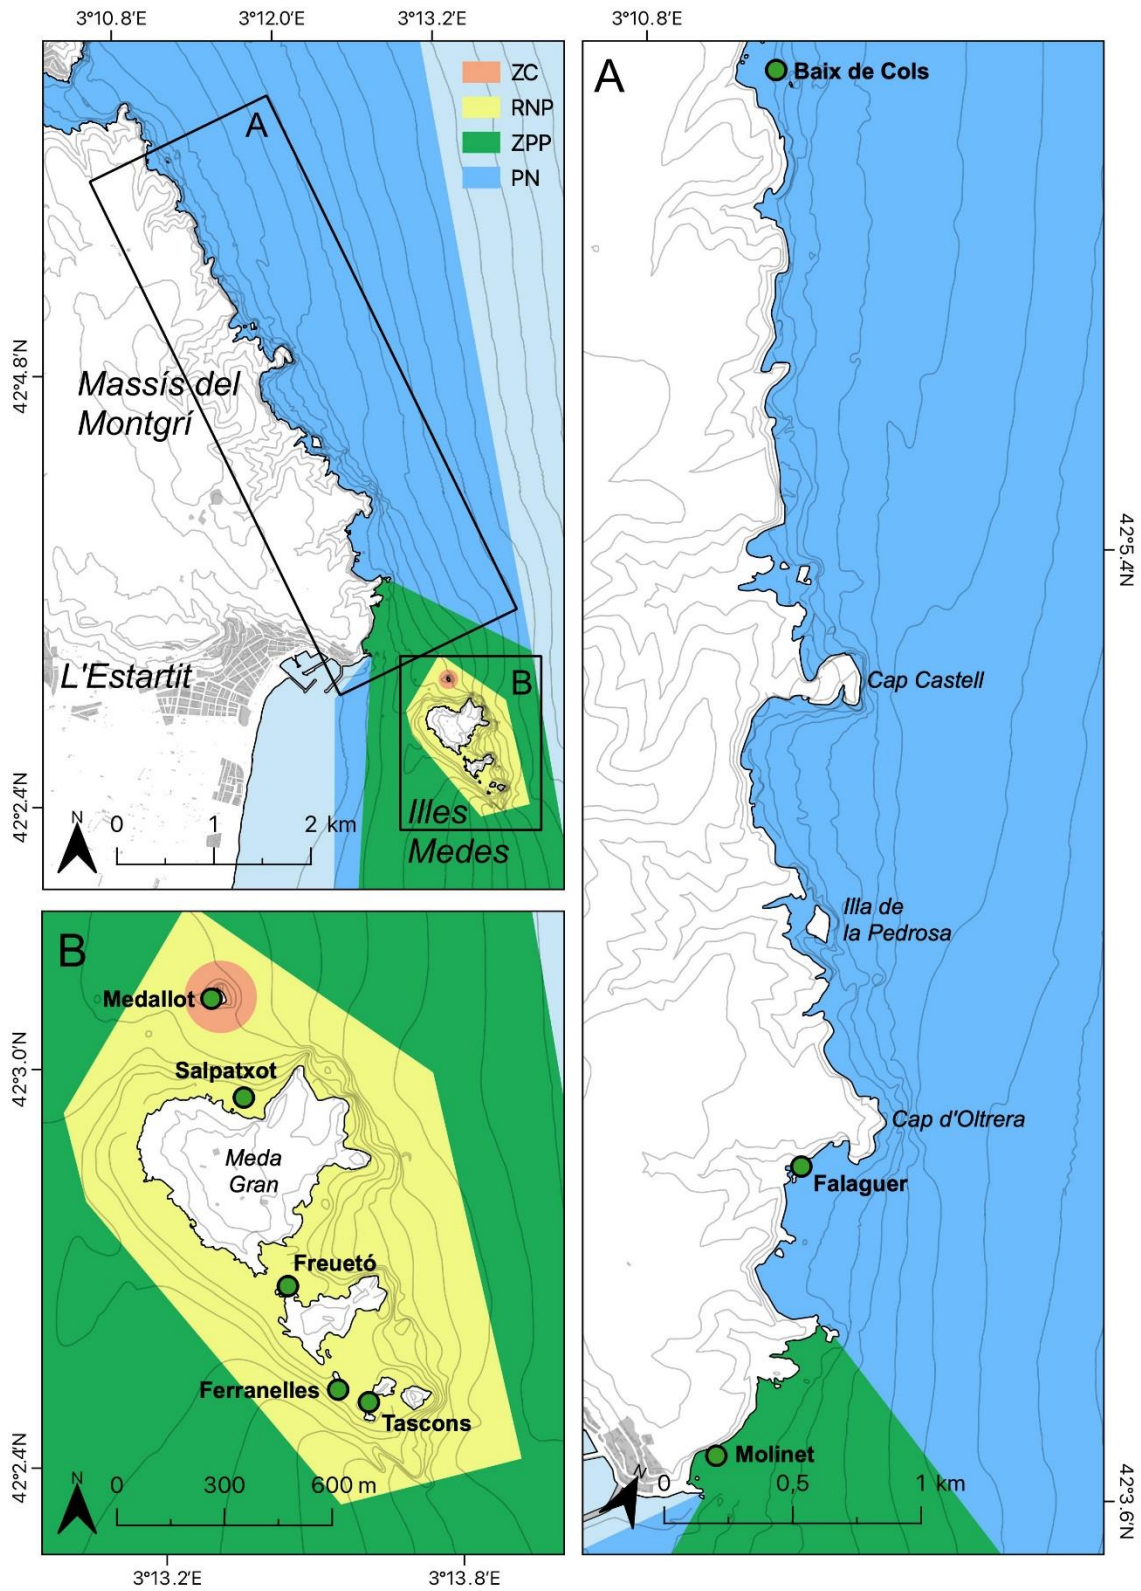 3°10.8'E
3°12.0'E
3°13.2'E
3°10.8'E
A
ZC
RNP
ZPP
PN
42°4.8'N
Massís del
Montgrí
L'Estartit
B
Illes
Medes
42°2.4'N
N
0 1 2 km
B
Medallot
Salpatxot
42°3.0'N
Meda
Gran
Freuetó
Ferranelles
Tascons
42°2.4'N
N
0 300 600 m
3°13.2'E
3°13.8'E
A
Baix de Cols
42°5.4'N
Cap Castell
Illa de
la Pedrosa
Cap d'Oltrera
Falaguer
Molinet
N
0 0,5 1 km
42°3.6'N